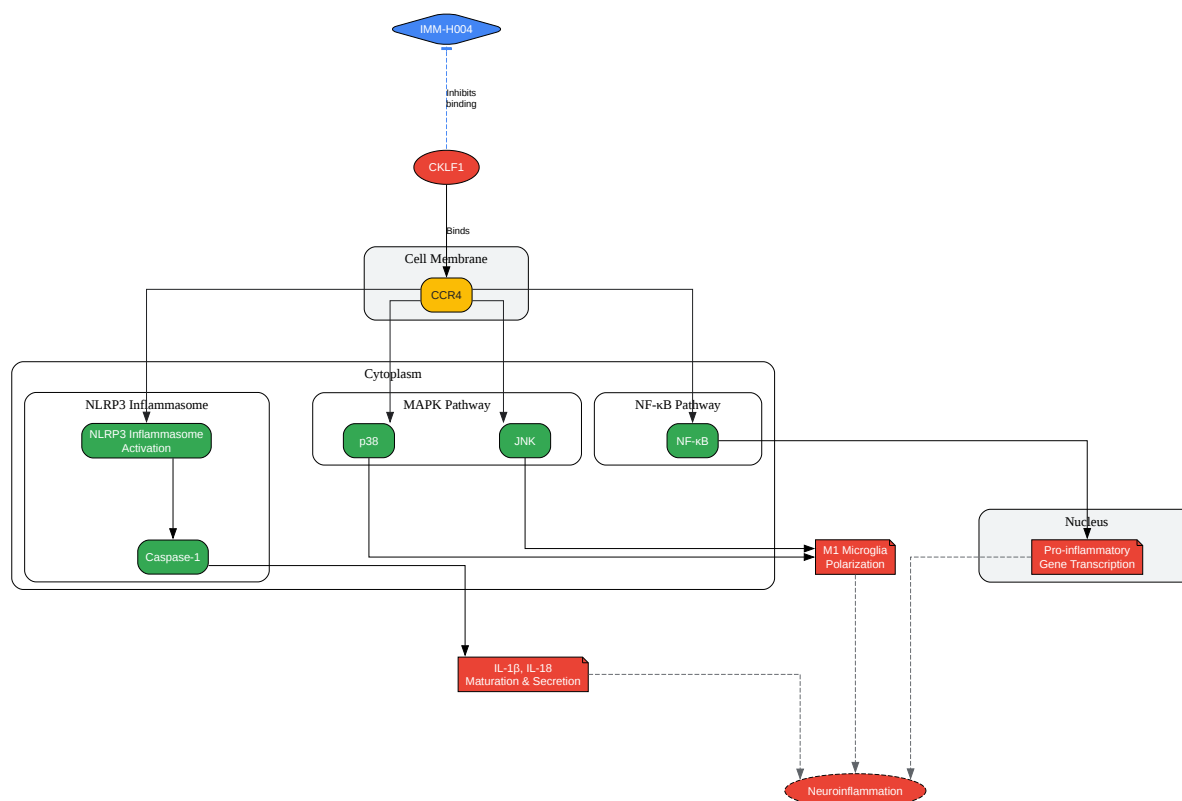 IMM-H004
Inhibits
binding
CKLF1
Binds
Cell Membrane
CCR4
Cytoplasm
NLRP3 Inflammasome
MAPK Pathway
NF-κB Pathway
NLRP3 Inflammasome
Activation
p38
JNK
NF-κB
Nucleus
Caspase-1
M1 Microglia
Polarization
Pro-inflammatory
Gene Transcription
IL-1β, IL-18
Maturation & Secretion
Neuroinflammation